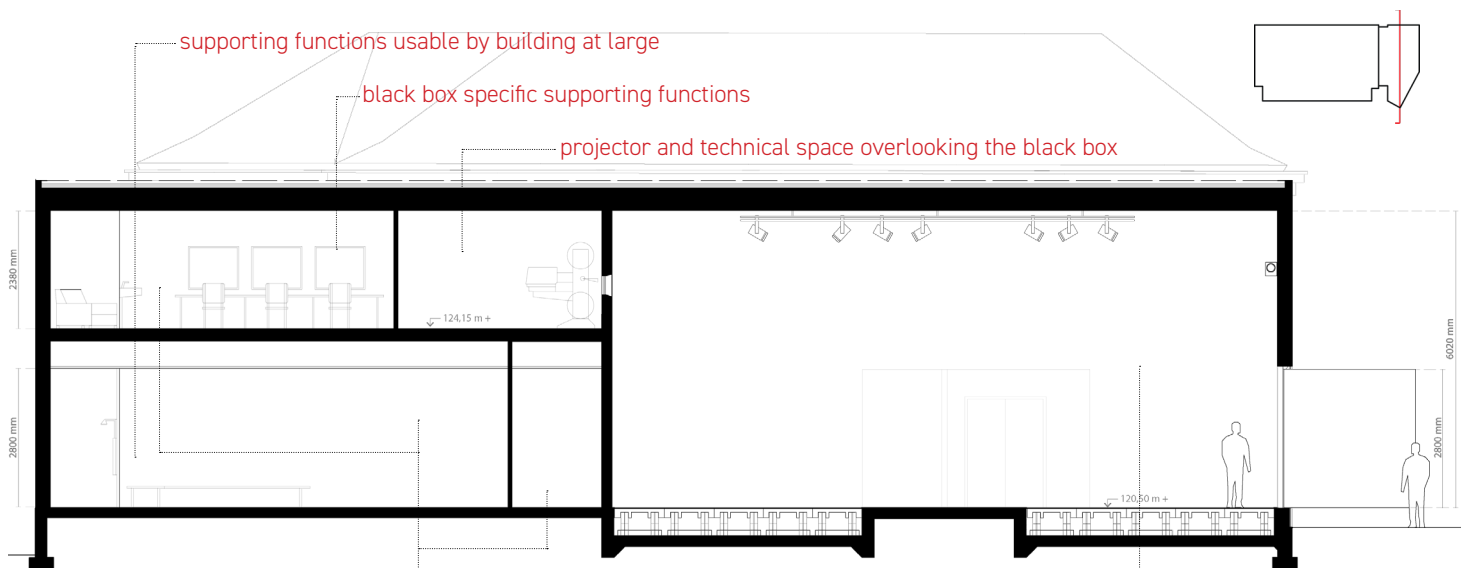 supporting functions usable by building at large
black box specific supporting functions
projector and technical space overlooking the black box
2380 mm
124,15 m +
6020 mm
2800 mm
2800 mm
120,50 m +